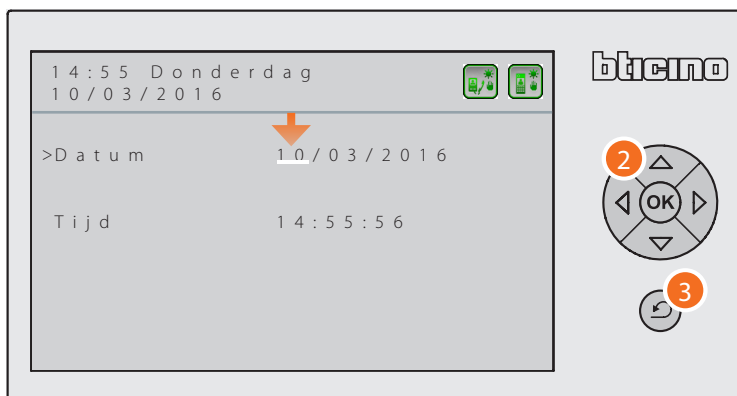 14:55 Donderdag
10/03/2016
bticino
>Datum 10/03/2016
2
OK
Tijd 14:55:56
3